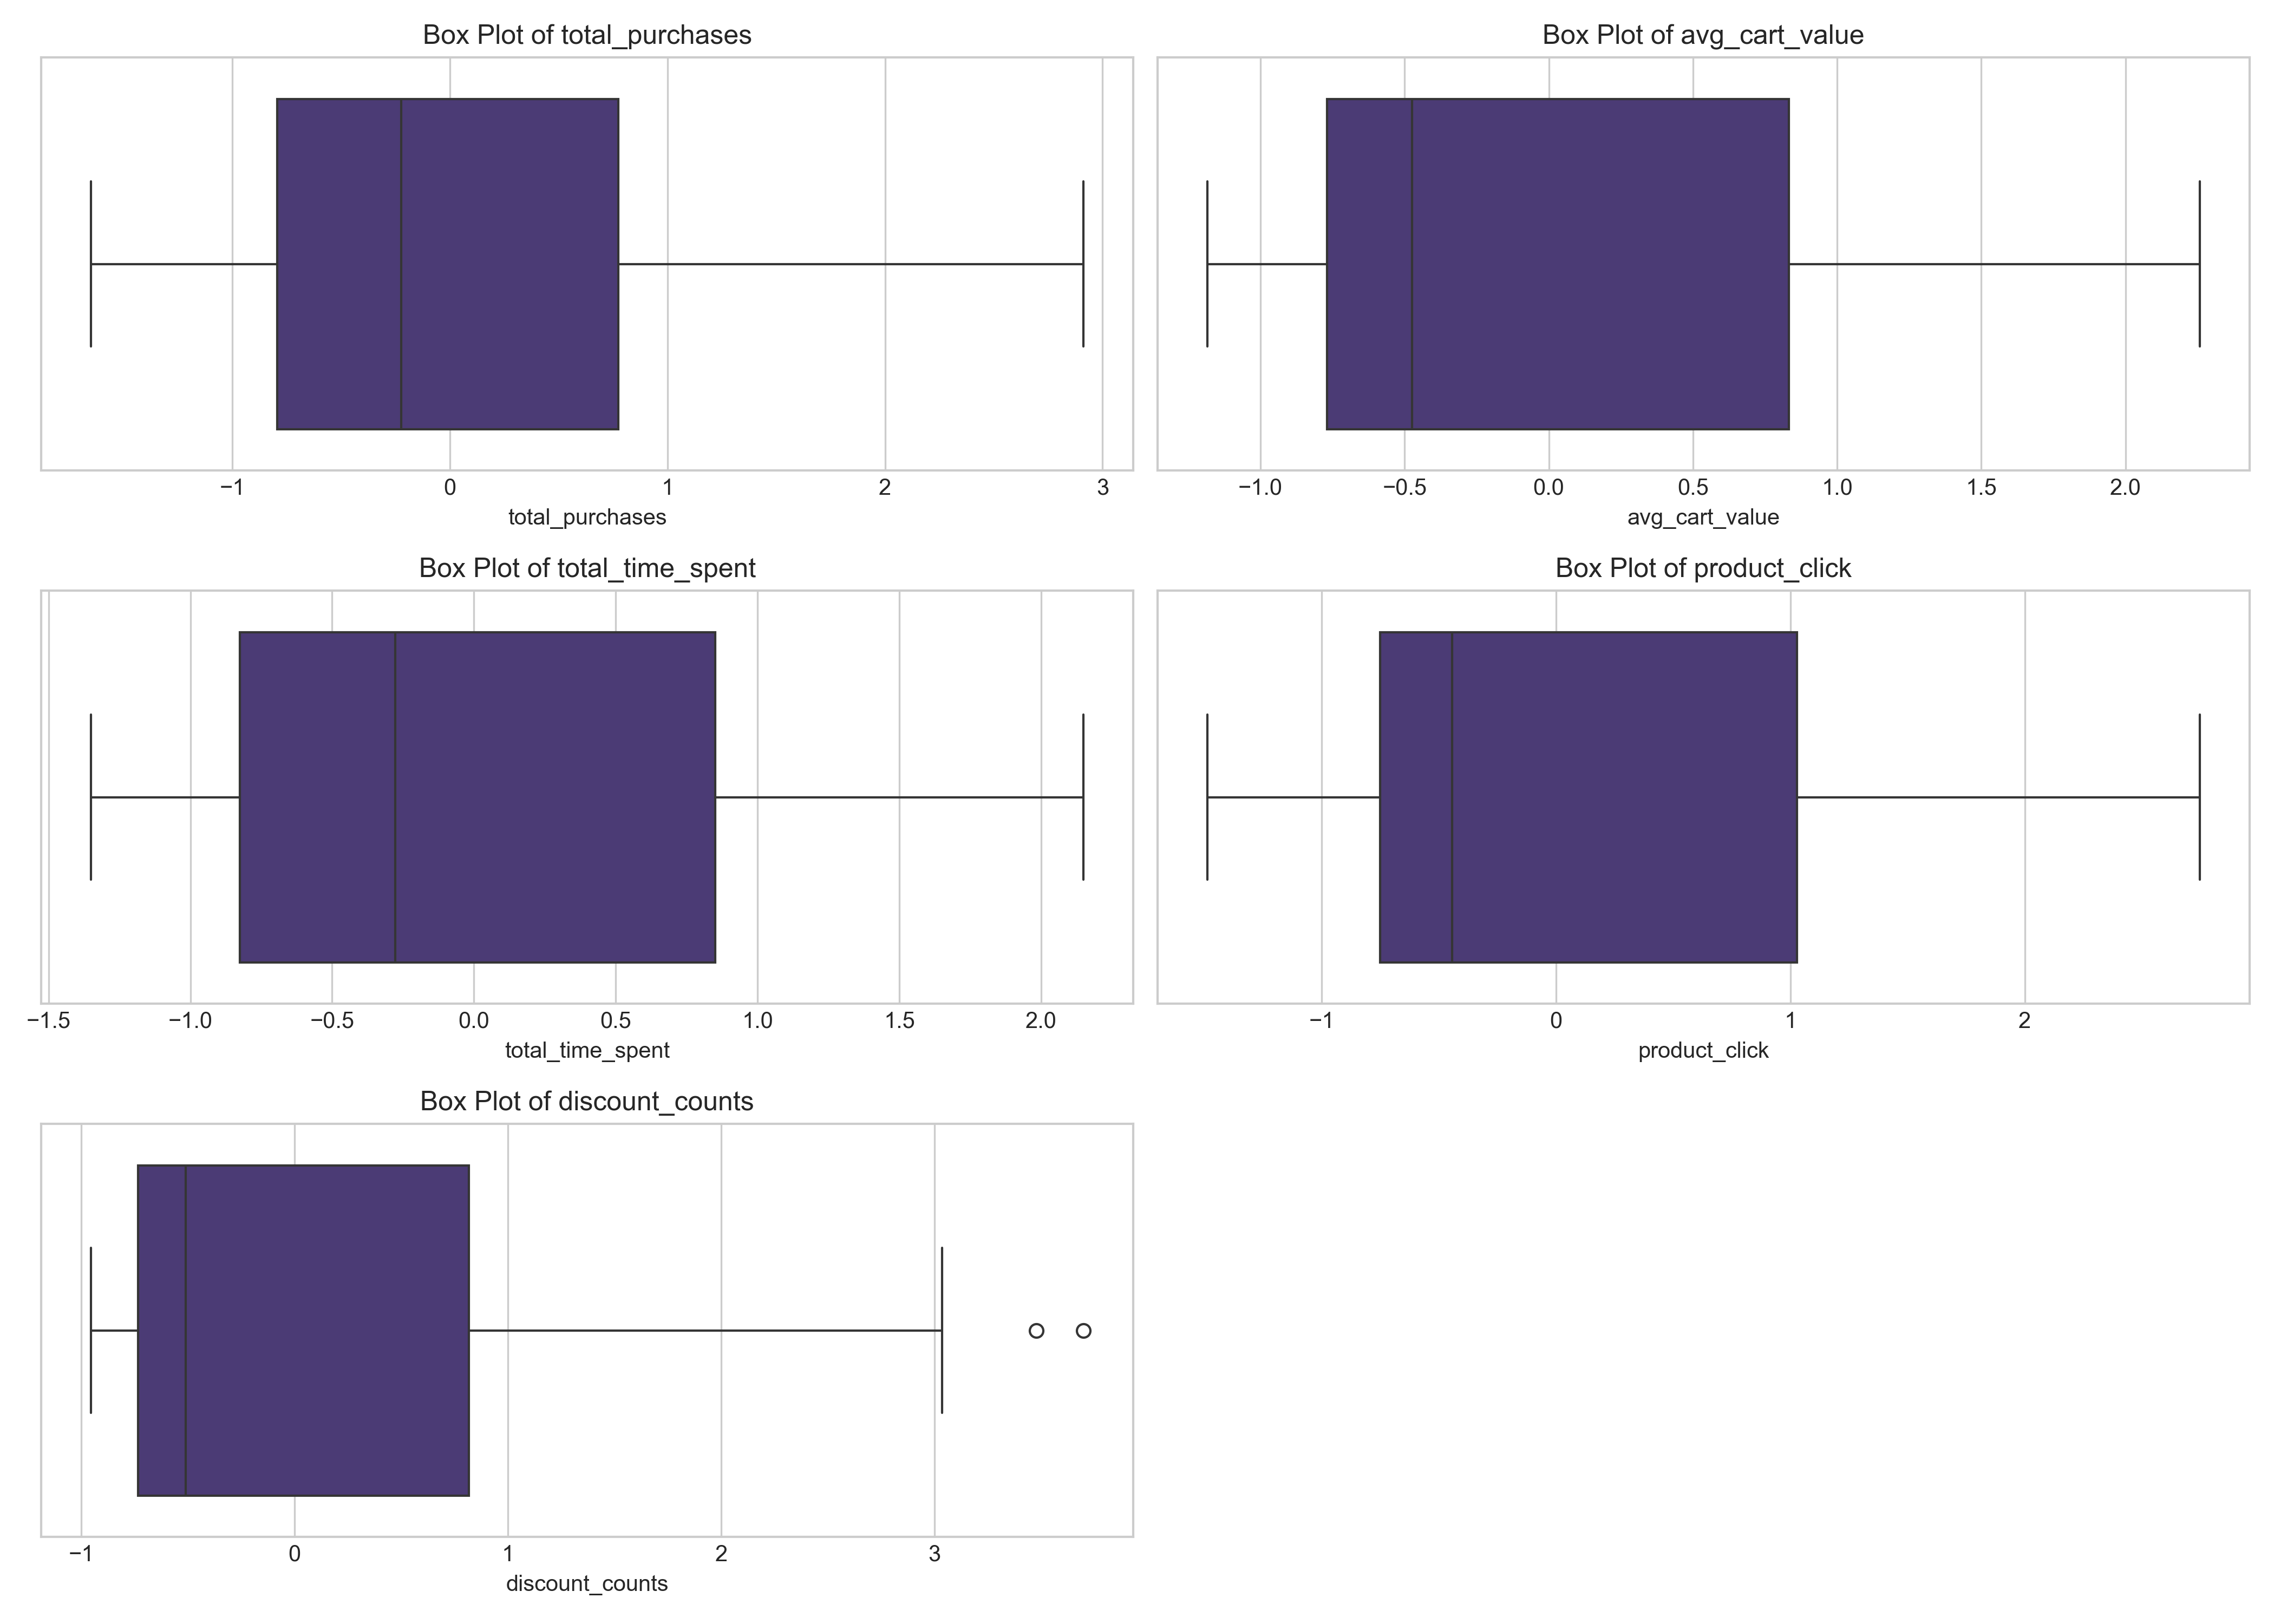 Box Plot of total_purchases
−1 0 1 2 3
total_purchases
Box Plot of avg_cart_value
−1.0 −0.5 0.0 0.5 1.0 1.5 2.0
avg_cart_value
Box Plot of total_time_spent
−1.5 −1.0 −0.5 0.0 0.5 1.0 1.5 2.0
total_time_spent
Box Plot of product_click
−1 0 1 2
product_click
Box Plot of discount_counts
−1 0 1 2 3
discount_counts